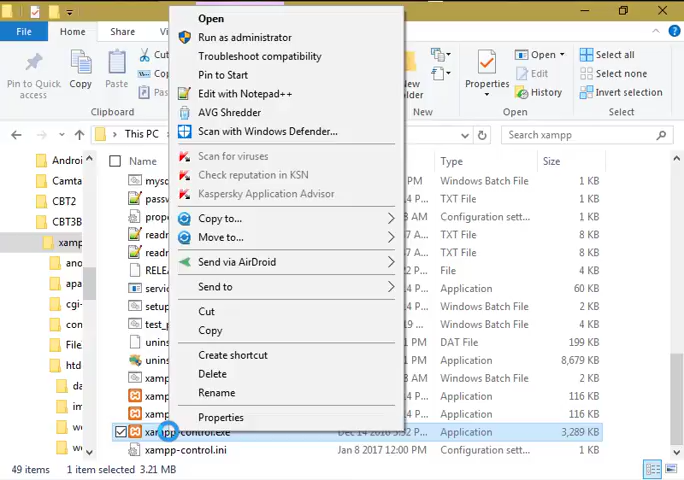 File Home Share
Pin to Quick access
Copy
Cut
Properties
Open
Edit
History
Select all
Select none
Invert selection
New
Open
Select
This PC
Search xampp
Name
Type
Size
Open
Run as administrator
Troubleshoot compatibility
Pin to Start
Edit with Notepad++
AVG Shredder
Scan with Windows Defender...
Scan for viruses
Check reputation in KSN
Kaspersky Application Advisor
Copy to...
Move to...
Send via AirDroid
Send to
Cut
Copy
Create shortcut
Delete
Rename
Properties
CBT2
CBT3B
PM Windows Batch File 1 KB
TXT File 1 KB
Configuration sett... 1 KB
TXT File 8 KB
TXT File 8 KB
File 4 KB
Application 60 KB
Windows Batch File 2 KB
Windows Batch File 2 KB
DAT File 199 KB
Application 8,679 KB
Windows Batch File 1 KB
Application 116 KB
Application 116 KB
xampp-control.exe Application 3,289 KB
xampp-control.ini Jan 8 2017 12:00 PM Configuration sett... 1 KB
49 items 1 item selected 3.21 MB